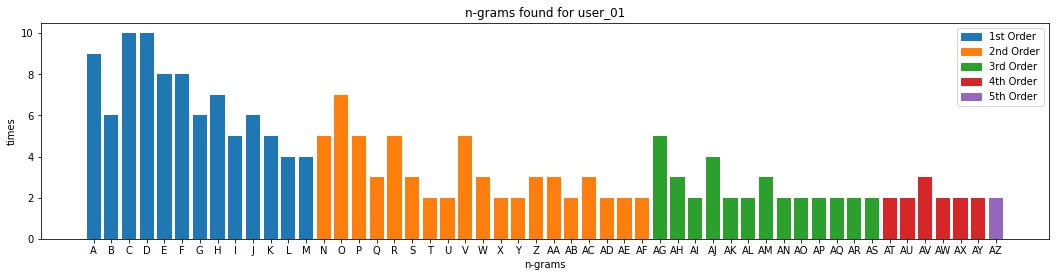 n-grams found for user_01
times
10
8
6
4
2
0
1st Order
2nd Order
3rd Order
4th Order
5th Order
A B C D E F G H I J K L M N O P Q R S T U V W X Y Z AA AB AC AD AE AF AG AH AI AJ AK AL AM AN AO AP AQ AR AS AT AU AV AW AX AY AZ
n-grams